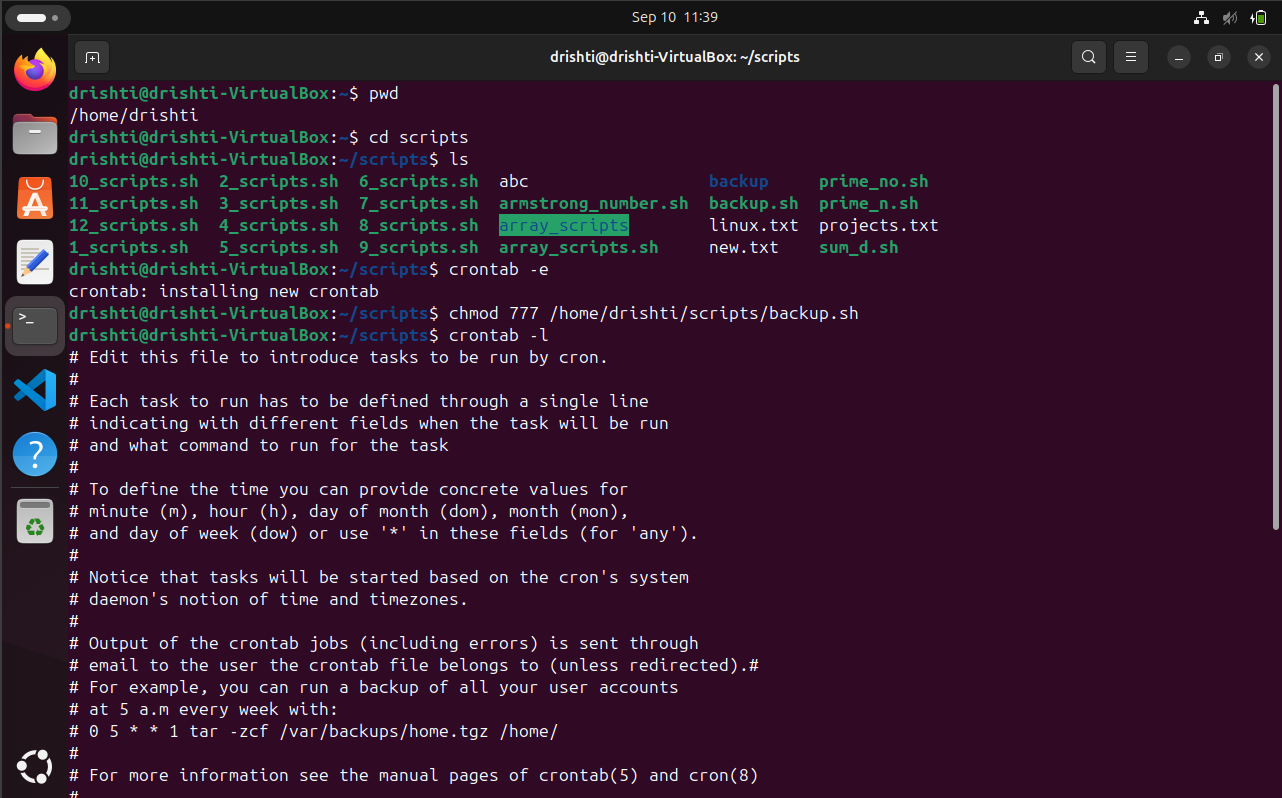 Sep 10 11:39
drishti@drishti-VirtualBox: ~/scripts
drishti@drishti-VirtualBox:~$ pwd
/home/drishti
drishti@drishti-VirtualBox:~$ cd scripts
drishti@drishti-VirtualBox:~/scripts$ ls
10_scripts.sh 2_scripts.sh 6_scripts.sh abc backup prime_no.sh
11_scripts.sh 3_scripts.sh 7_scripts.sh armstrong_number.sh backup.sh prime_n.sh
12_scripts.sh 4_scripts.sh 8_scripts.sh array_scripts linux.txt projects.txt
1_scripts.sh 5_scripts.sh 9_scripts.sh array_scripts.sh new.txt sum_d.sh
drishti@drishti-VirtualBox:~/scripts$ crontab -e
crontab: installing new crontab
drishti@drishti-VirtualBox:~/scripts$ chmod 777 /home/drishti/scripts/backup.sh
drishti@drishti-VirtualBox:~/scripts$ crontab -l
# Edit this file to introduce tasks to be run by cron.
#
# Each task to run has to be defined through a single line
# indicating with different fields when the task will be run
# and what command to run for the task
#
# To define the time you can provide concrete values for
# minute (m), hour (h), day of month (dom), month (mon),
# and day of week (dow) or use '*' in these fields (for 'any').
#
# Notice that tasks will be started based on the cron's system
# daemon's notion of time and timezones.
#
# Output of the crontab jobs (including errors) is sent through
# email to the user the crontab file belongs to (unless redirected).#
# For example, you can run a backup of all your user accounts
# at 5 a.m every week with:
# 0 5 * * 1 tar -zcf /var/backups/home.tgz /home/
#
# For more information see the manual pages of crontab(5) and cron(8)
#